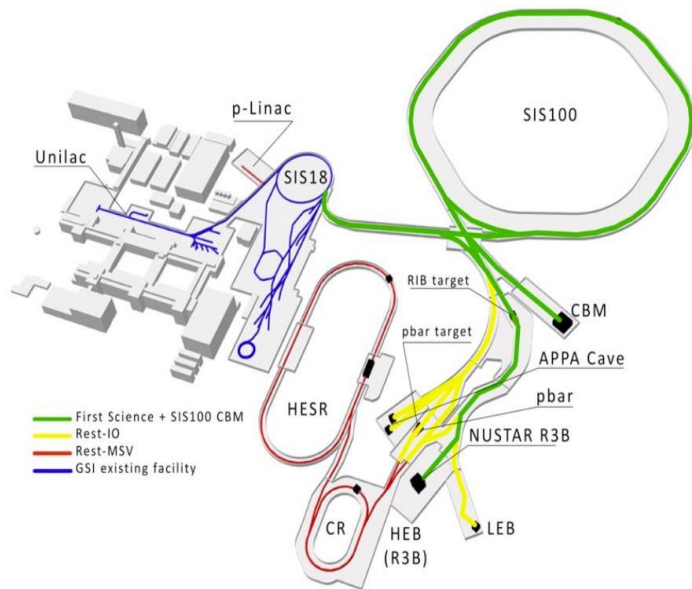 p-Linac
SIS100
Unilac
SIS18
RIB target
CBM
pbar target
APPA Cave
HESR
pbar
First Science + SIS100 CBM
Rest-IO
Rest-MSV
GSI existing facility
NUSTAR R3B
CR
HEB
(R3B)
LEB